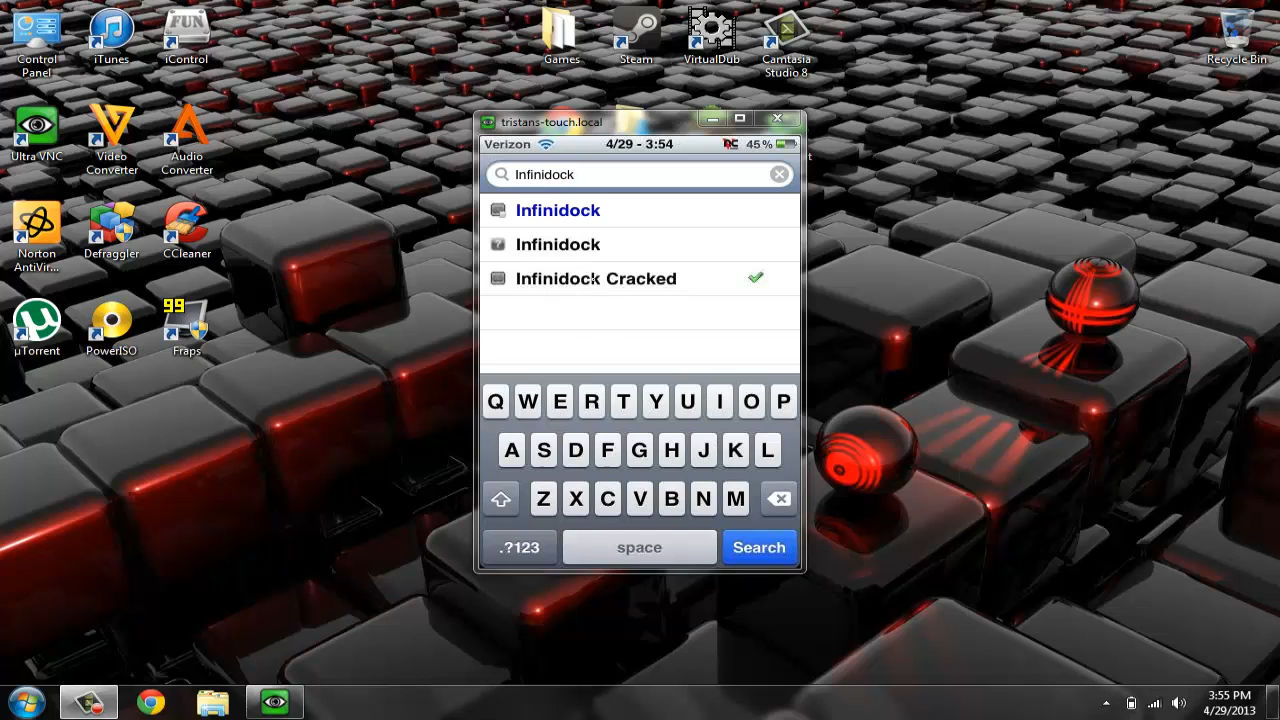 Control
Panel
iTunes
FUN
iControl
Games
Steam
VirtualDub
Camtasia
Studio 8
Recycle Bin
Ultra VNC
Video
Converter
Audio
Converter
Norton
AntiVir...
Defraggler
CCleaner
µTorrent
PowerISO
99
Fraps
tristans-touch.local
Verizon
4/29 - 3:54
45%
Infinidock
Infinidock
Infinidock
Infinidock Cracked
Q W E R T Y U I O P
A S D F G H J K L
Z X C V B N M
.?123
space
Search
3:55 PM
4/29/2013